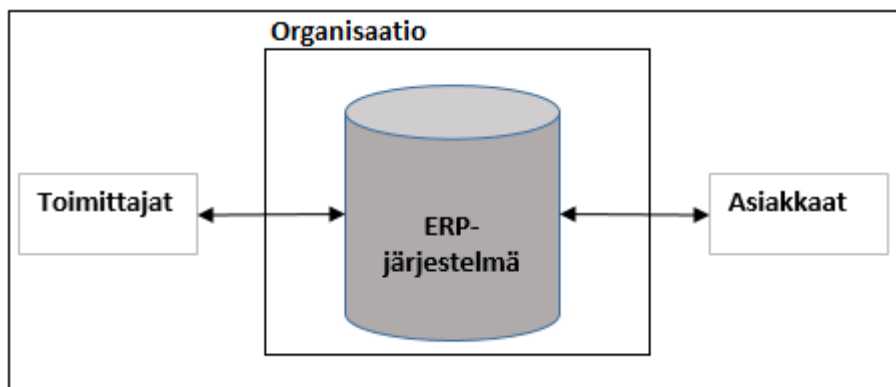 Organisaatio
Toimittajat
ERP-
järjestelmä
Asiakkaat